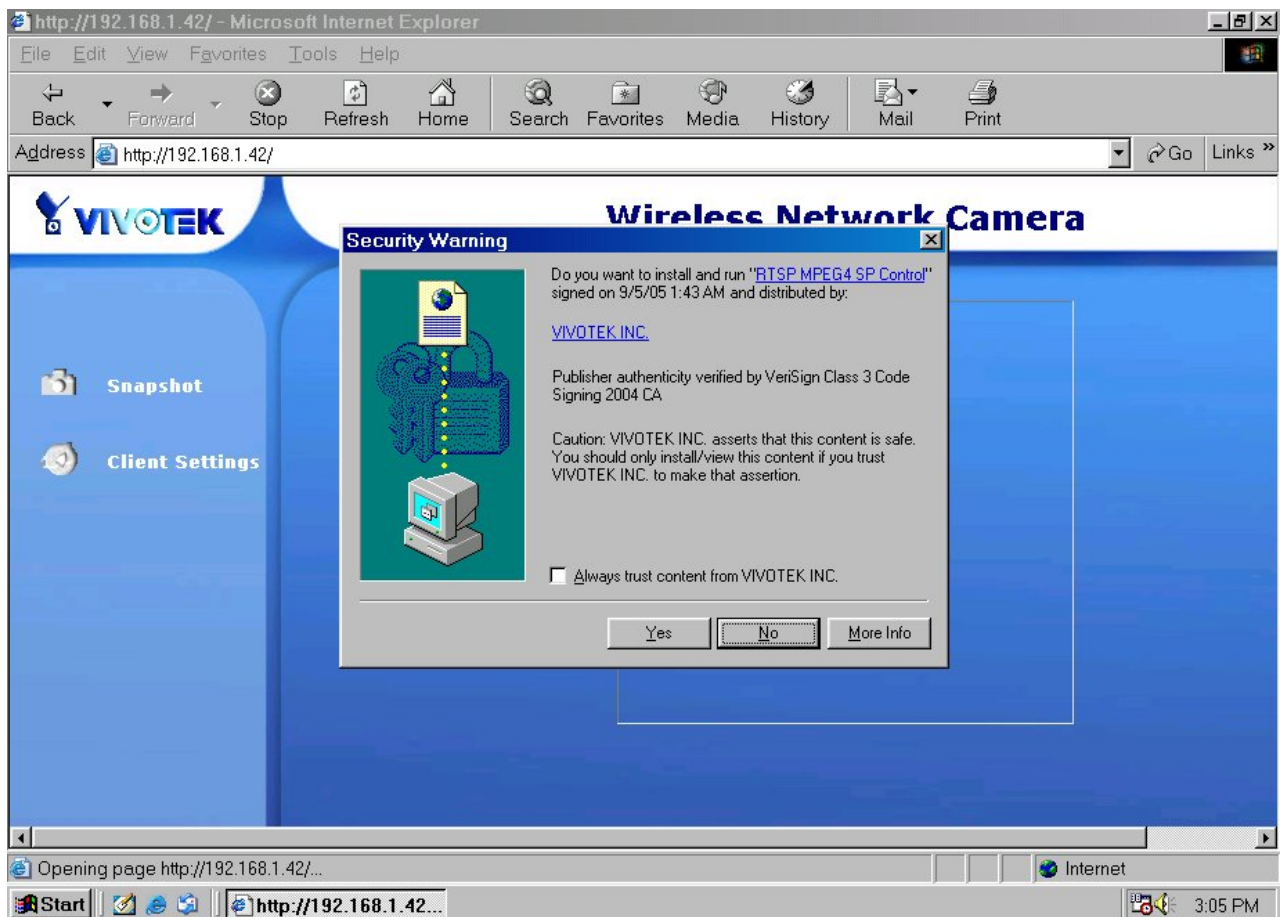 http://192.168.1.42/ - Microsoft Internet Explorer
File Edit View Favorites Tools Help
Back Forward Stop Refresh Home Search Favorites Media History Mail Print
Address http://192.168.1.42/ Go Links »
VIVOTEK
Wireless Network Camera
Security Warning
Do you want to install and run "RTSP MPEG4 SP Control"
signed on 9/5/05 1:43 AM and distributed by:
VIVOTEK INC.
Publisher authenticity verified by VeriSign Class 3 Code
Signing 2004 CA
Caution: VIVOTEK INC. asserts that this content is safe.
You should only install/view this content if you trust
VIVOTEK INC. to make that assertion.
Always trust content from VIVOTEK INC.
Yes No More Info
Snapshot
Client Settings
Opening page http://192.168.1.42/... Internet
Start http://192.168.1.42... 3:05 PM